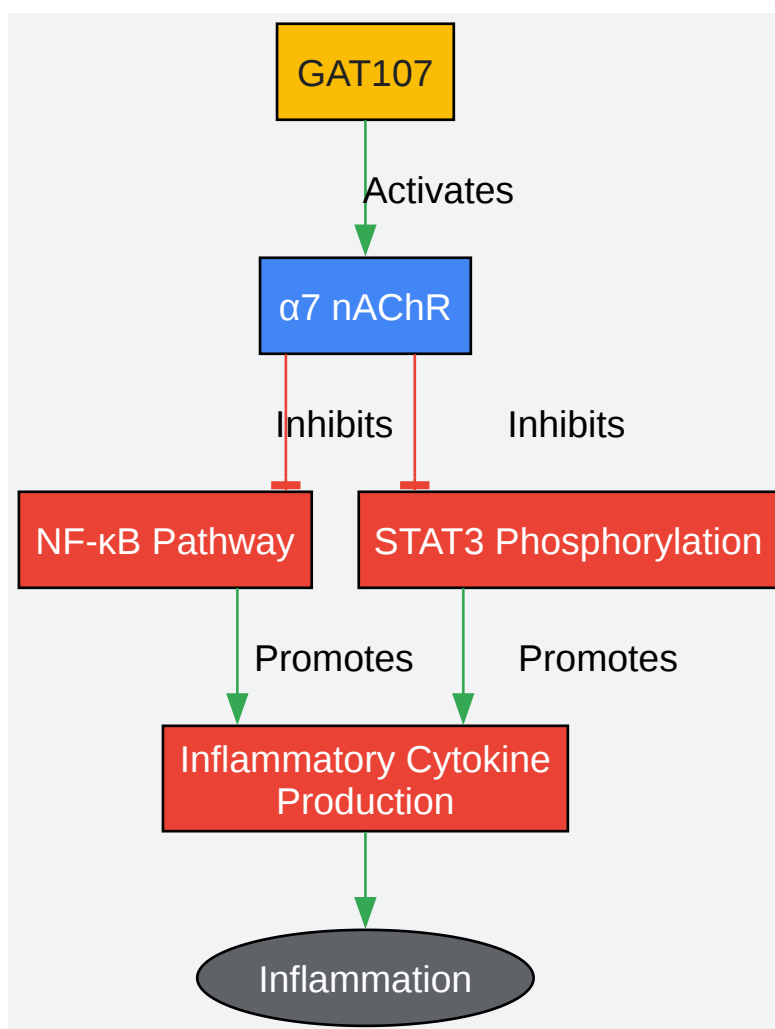 GAT107
Activates
α7 nAChR
Inhibits
Inhibits
NF-κB Pathway
STAT3 Phosphorylation
Promotes
Promotes
Inflammatory Cytokine
Production
Inflammation